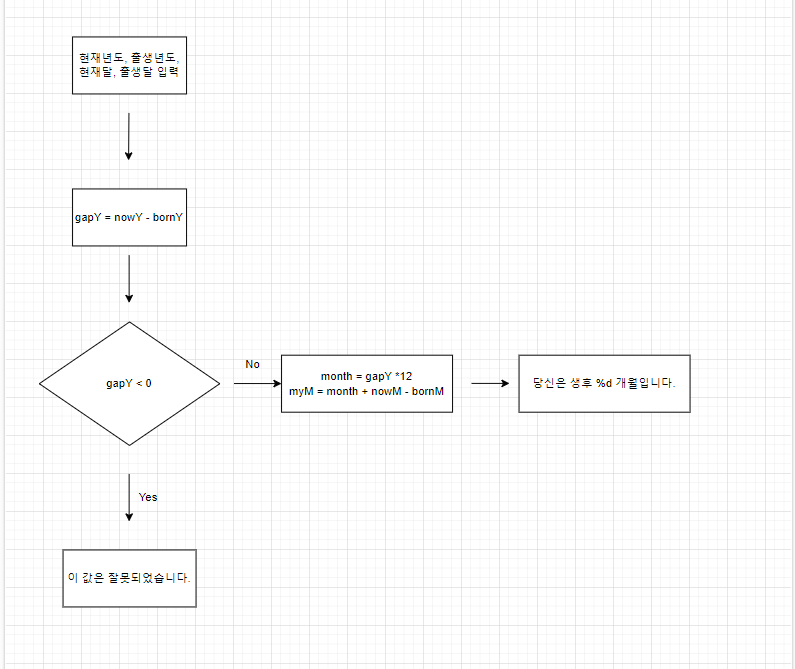 현재년도, 출생년도,
현재달, 출생달 입력
gapY = nowY - bornY
gapY < 0
No
month = gapY *12
myM = month + nowM - bornM
당신은 생후 %d 개월입니다.
Yes
이 값은 잘못되었습니다.